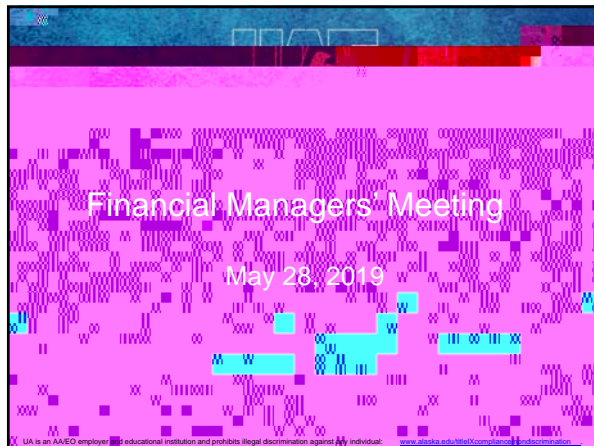 UAF
Financial Managers' Meeting
May 28, 2019
UA is an AA/EO employer and educational institution and prohibits illegal discrimination against any individual: www.alaska.edu/titleIXcompliance/nondiscrimination